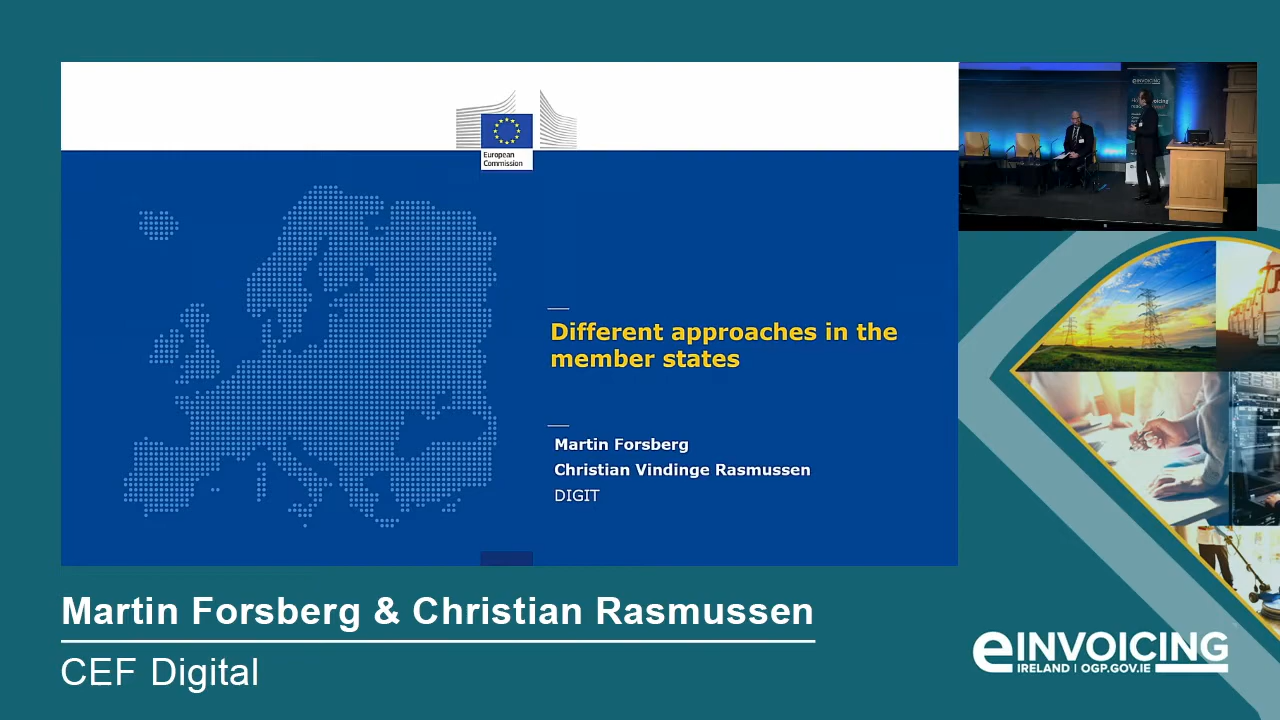 European
Commission
Different approaches in the
member states
Martin Forsberg
Christian Vindinge Rasmussen
DIGIT
eINVOICING
Martin Forsberg & Christian Rasmussen
CEF Digital
eINVOICING
IRELAND | OGP.GOV.IE